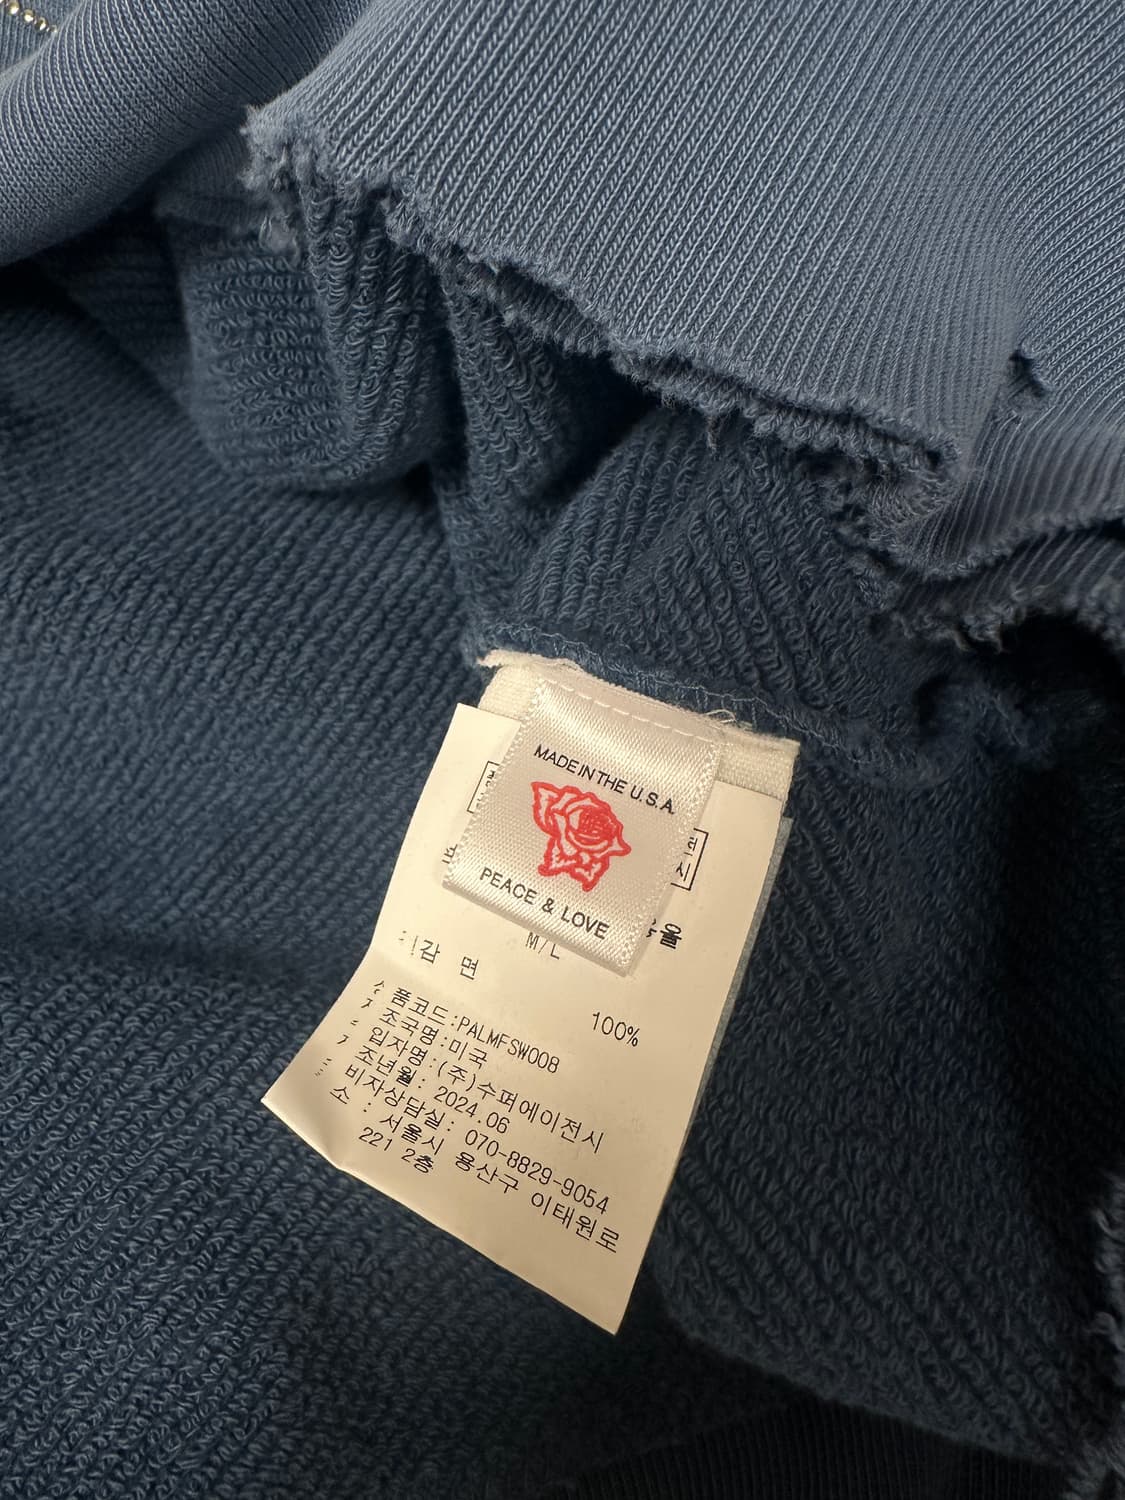 MADE IN THE U.S.A.
PEACE & LOVE
M/L
감 면 100%
품코드:PALMFSW008
조국명:미국
입자명:(주)수퍼에이전시
조년월: 2024.06
비자상담실: 070-8829-9054
소 : 서울시 용산구 이태원로
221 2층